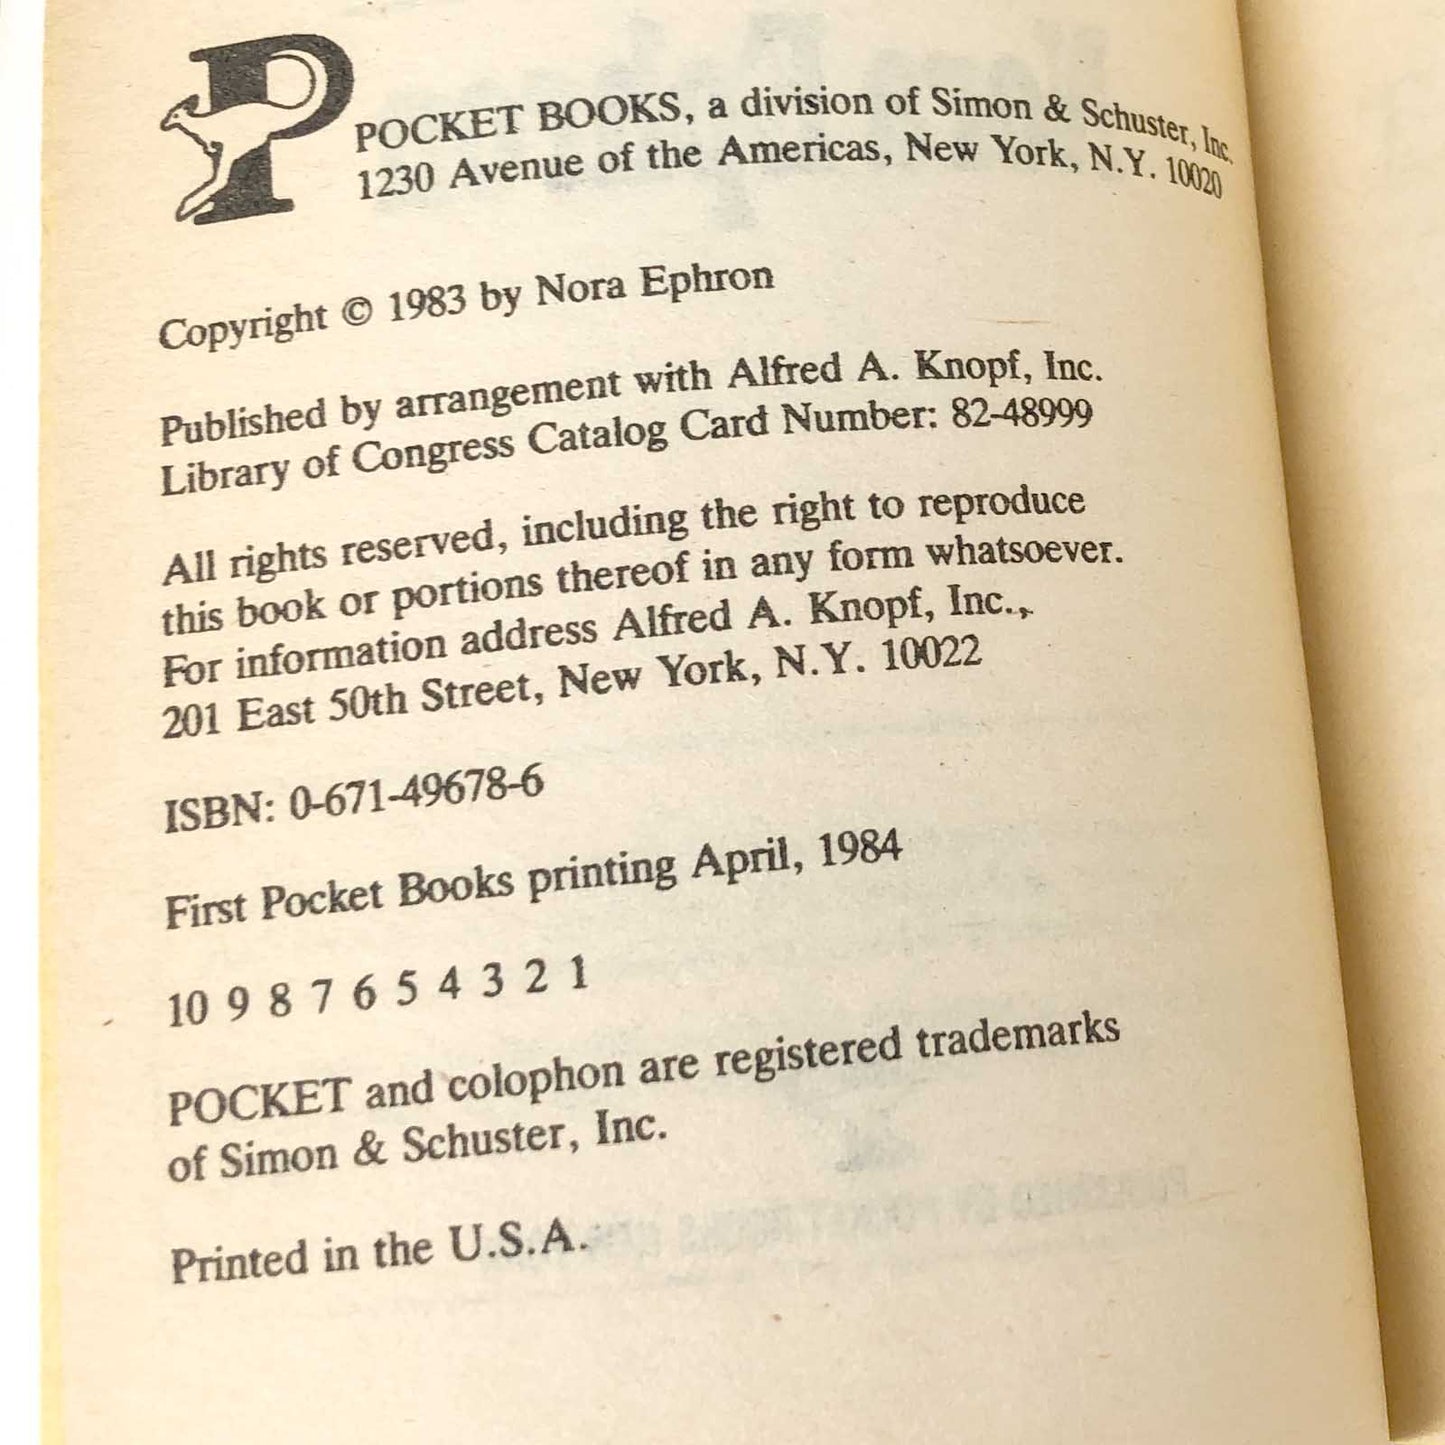 P
POCKET BOOKS, a division of Simon & Schuster, Inc.
1230 Avenue of the Americas, New York, N.Y. 10020
Copyright © 1983 by Nora Ephron
Published by arrangement with Alfred A. Knopf, Inc.
Library of Congress Catalog Card Number: 82-48999
All rights reserved, including the right to reproduce
this book or portions thereof in any form whatsoever.
For information address Alfred A. Knopf, Inc.,
201 East 50th Street, New York, N.Y. 10022
ISBN: 0-671-49678-6
First Pocket Books printing April, 1984
10 9 8 7 6 5 4 3 2 1
POCKET and colophon are registered trademarks
of Simon & Schuster, Inc.
Printed in the U.S.A.